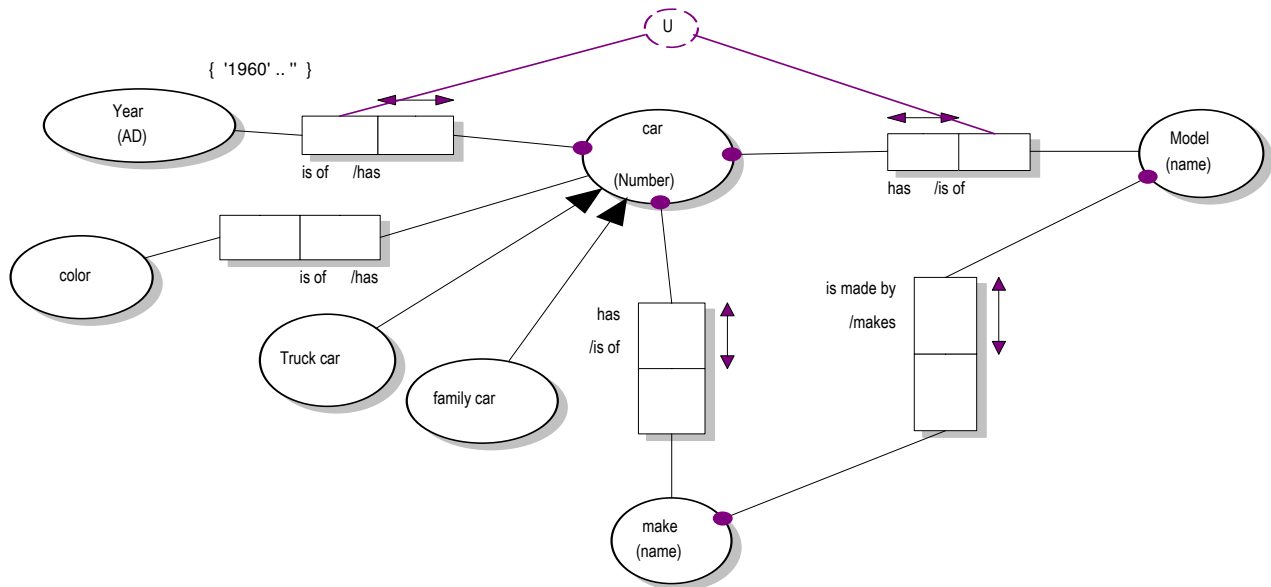 U
{ '1960' .. '' }
Year
(AD)
is of /has
car
(Number)
has /is of
Model
(name)
color
is of /has
Truck car
family car
has
/is of
is made by
/makes
make
(name)